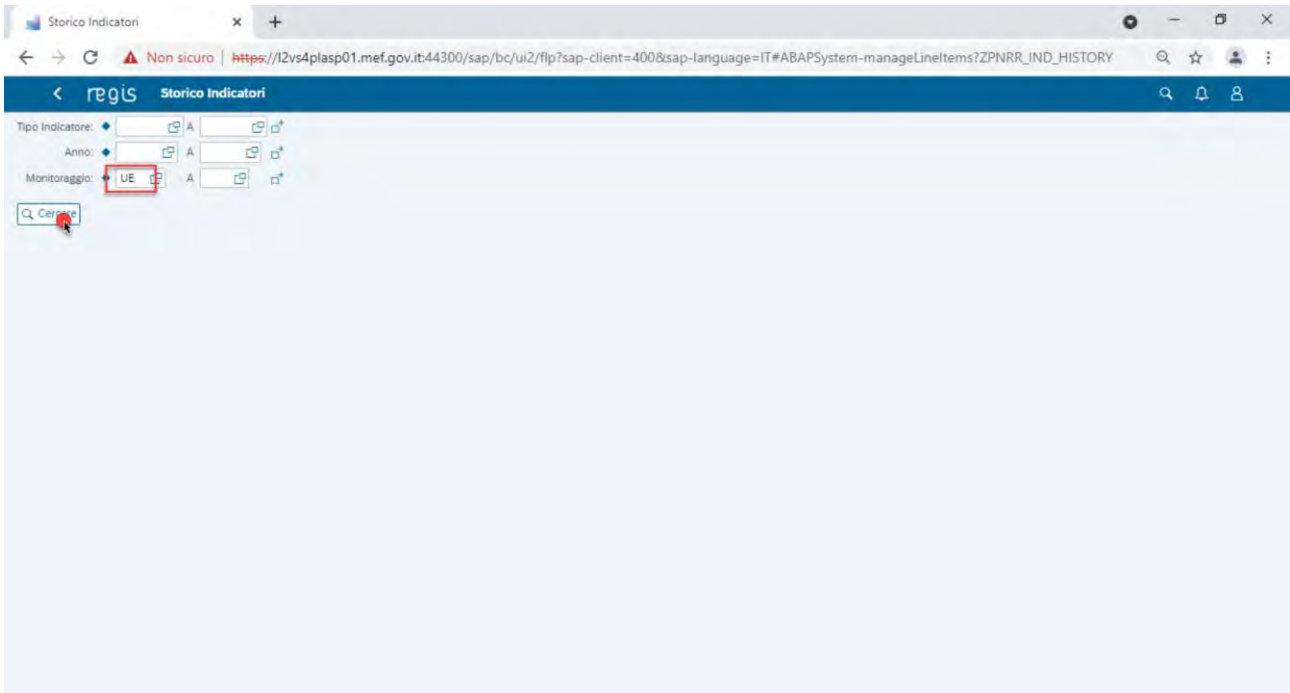 Storico Indicatori
Non sicuro | https://l2vs4plasp01.mef.gov.it:44300/sap/bc/ui2/flp?sap-client=400&sap-language=IT#ABAPSystem-manageLineItems?ZPNRR_IND_HISTORY
regis Storico Indicatori
Tipo Indicatore: A
Anno: A
Monitoraggio: UE A
Cercare